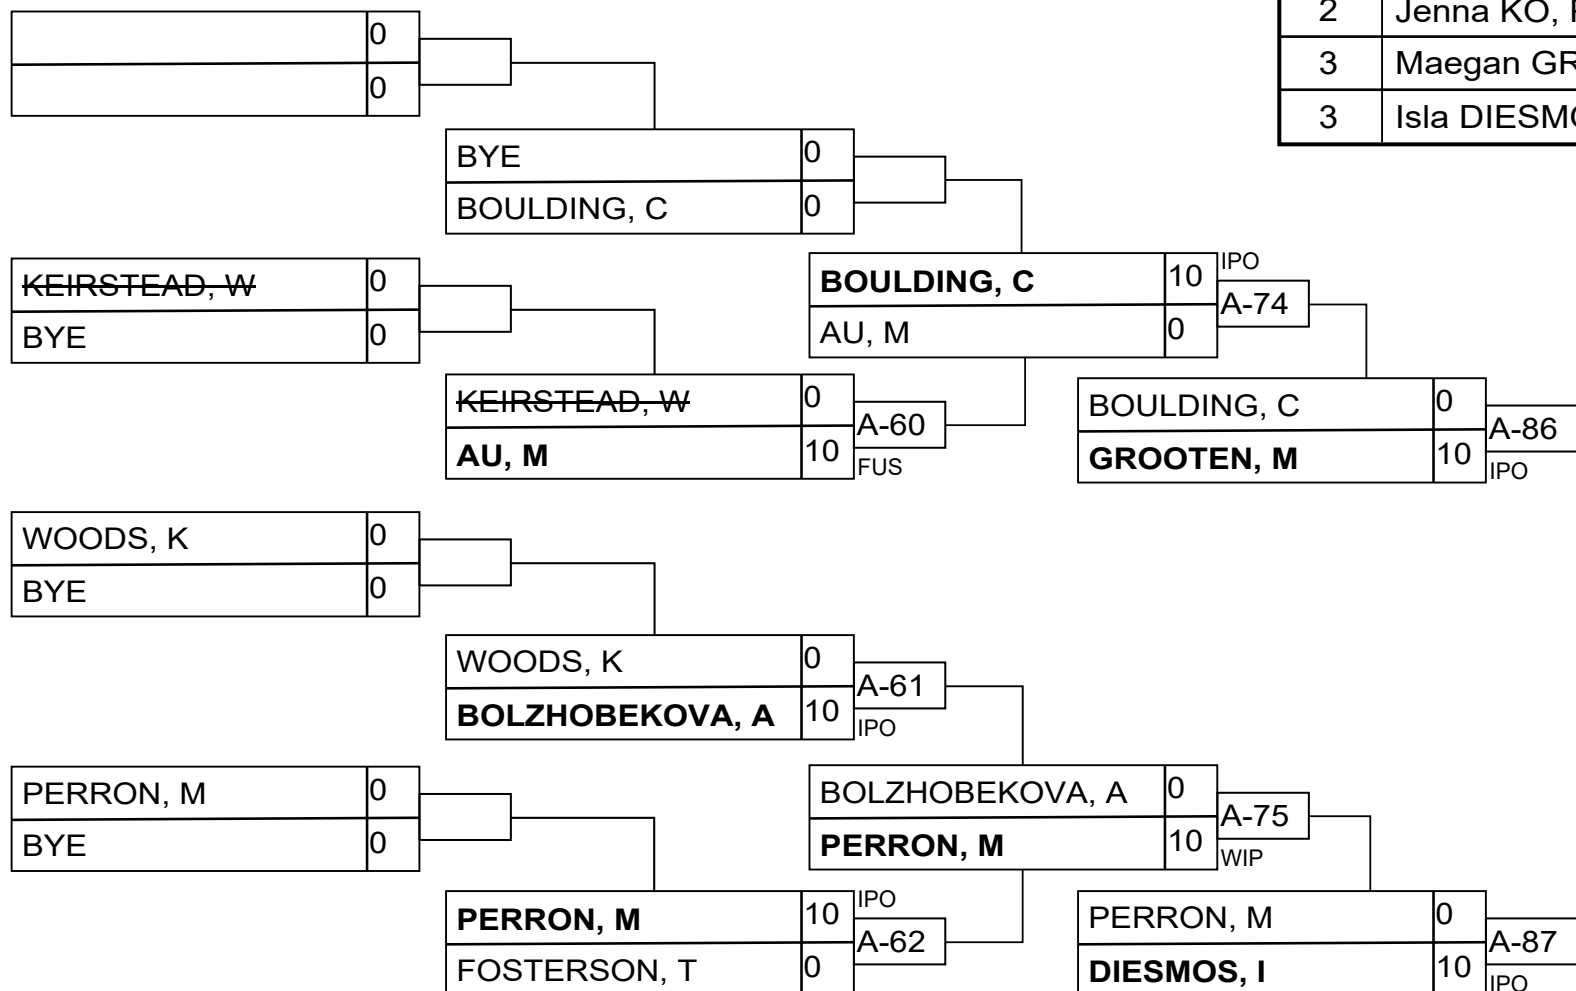 0
0
2 Jenna KO,
3 Maegan
3 Isla
BYE 0
BOULDING, C 0
KEIRSTEAD, W 0
BYE 0
BOULDING, C 10 IPO
A-74
AU, M 0
KEIRSTEAD, W 0
A-60
AU, M 10 FUS
BOULDING, C 0
A-86
GROOTEN, M 10 IPO
WOODS, K 0
BYE 0
WOODS, K 0
A-61
BOLZHOBEKOVA, A 10 IPO
PERRON, M 0
BYE 0
BOLZHOBEKOVA, A 0
A-75
PERRON, M 10 WIP
PERRON, M 10 IPO
A-62
FOSTERSON, T 0
PERRON, M 0
A-87
DIESMOS, I 10 IPO